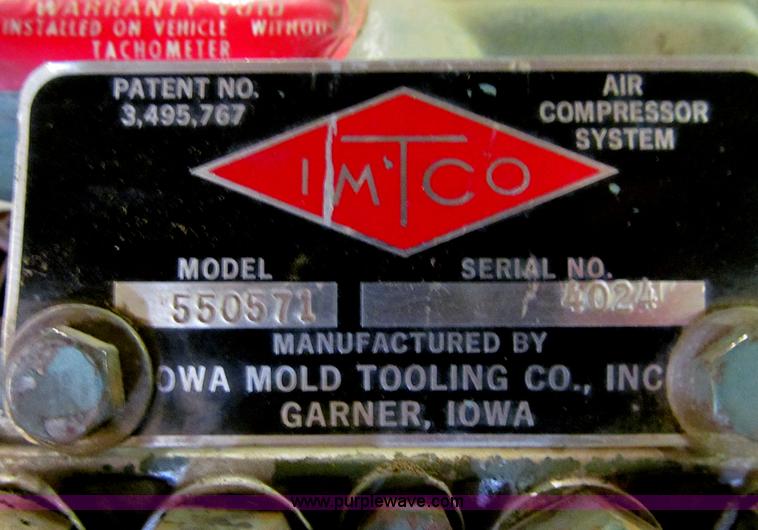 WARRANTY VOID
INSTALLED ON VEHICLE WITHOUT
TACHOMETER
PATENT NO.
3,495,767
AIR
COMPRESSOR
SYSTEM
IMTCO
MODEL
SERIAL NO.
550571
4024
MANUFACTURED BY
OWA MOLD TOOLING CO., INC
GARNER, IOWA
www.purplewave.com